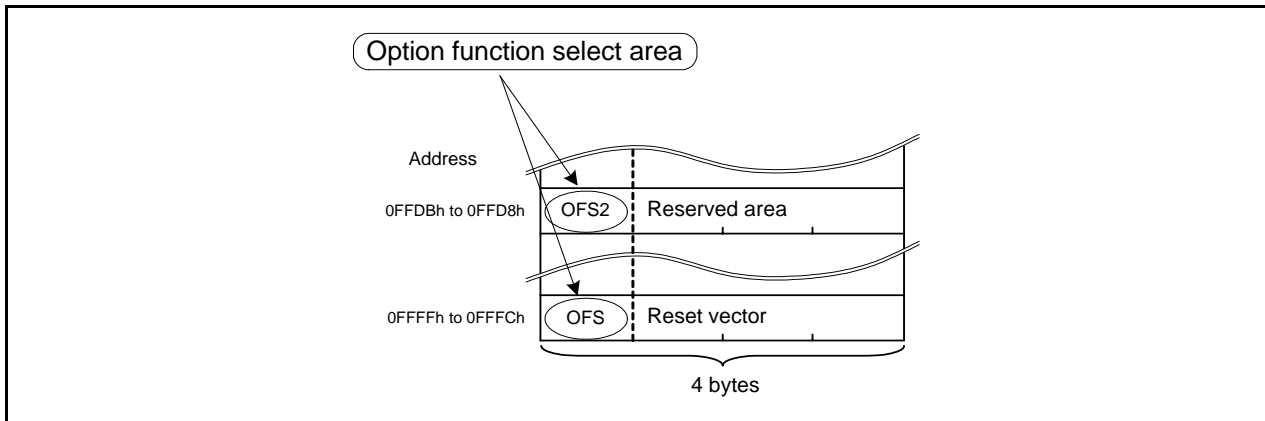 Option function select area
Address
0FFDBh to 0FFD8h OFS2 Reserved area
0FFFFh to 0FFFCh OFS Reset vector
4 bytes